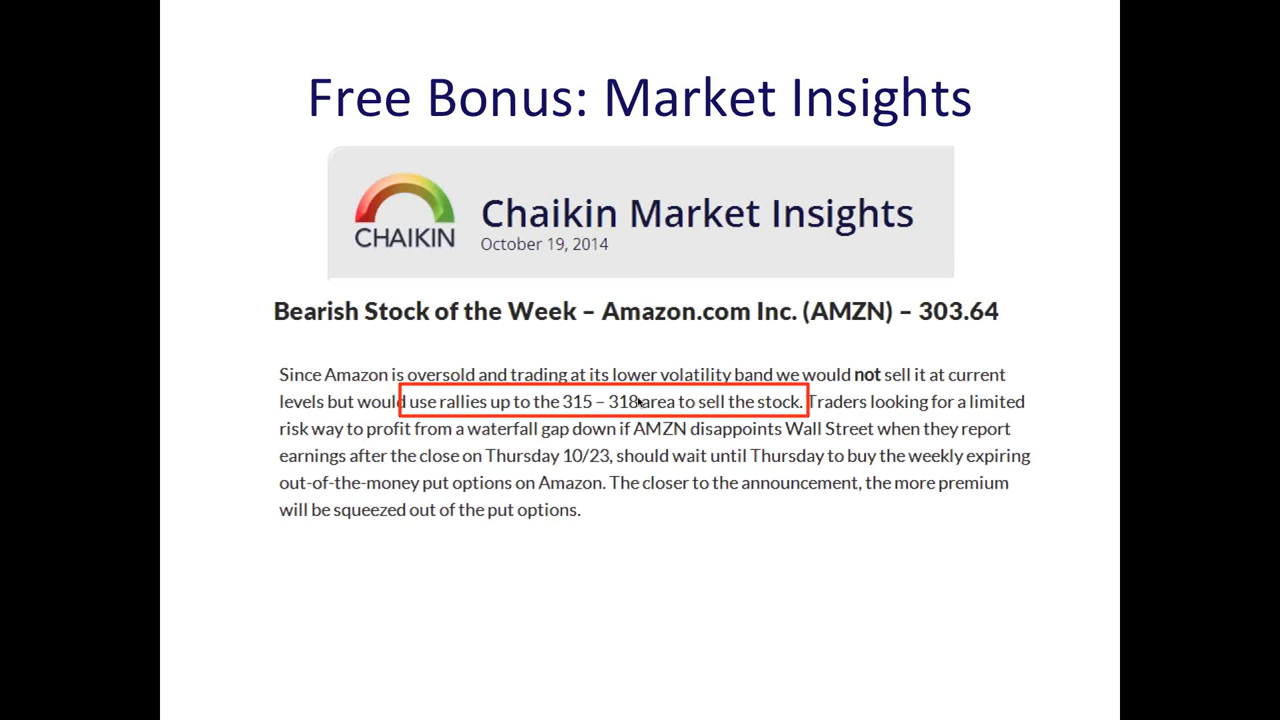 Free Bonus: Market Insights
CHAIKIN
Chaikin Market Insights
October 19, 2014
Bearish Stock of the Week – Amazon.com Inc. (AMZN) – 303.64
Since Amazon is oversold and trading at its lower volatility band we would not sell it at current
levels but would use rallies up to the 315 – 318 area to sell the stock. Traders looking for a limited
risk way to profit from a waterfall gap down if AMZN disappoints Wall Street when they report
earnings after the close on Thursday 10/23, should wait until Thursday to buy the weekly expiring
out-of-the-money put options on Amazon. The closer to the announcement, the more premium
will be squeezed out of the put options.